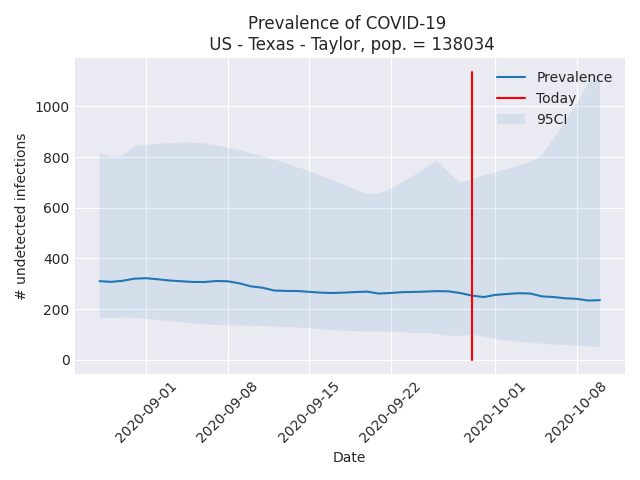 Prevalence of COVID-19
US - Texas - Taylor, pop. = 138034
Prevalence
Today
95CI
# undetected infections
1000
800
600
400
200
0
2020-09-01
2020-09-08
2020-09-15
2020-09-22
2020-10-01
2020-10-08
Date